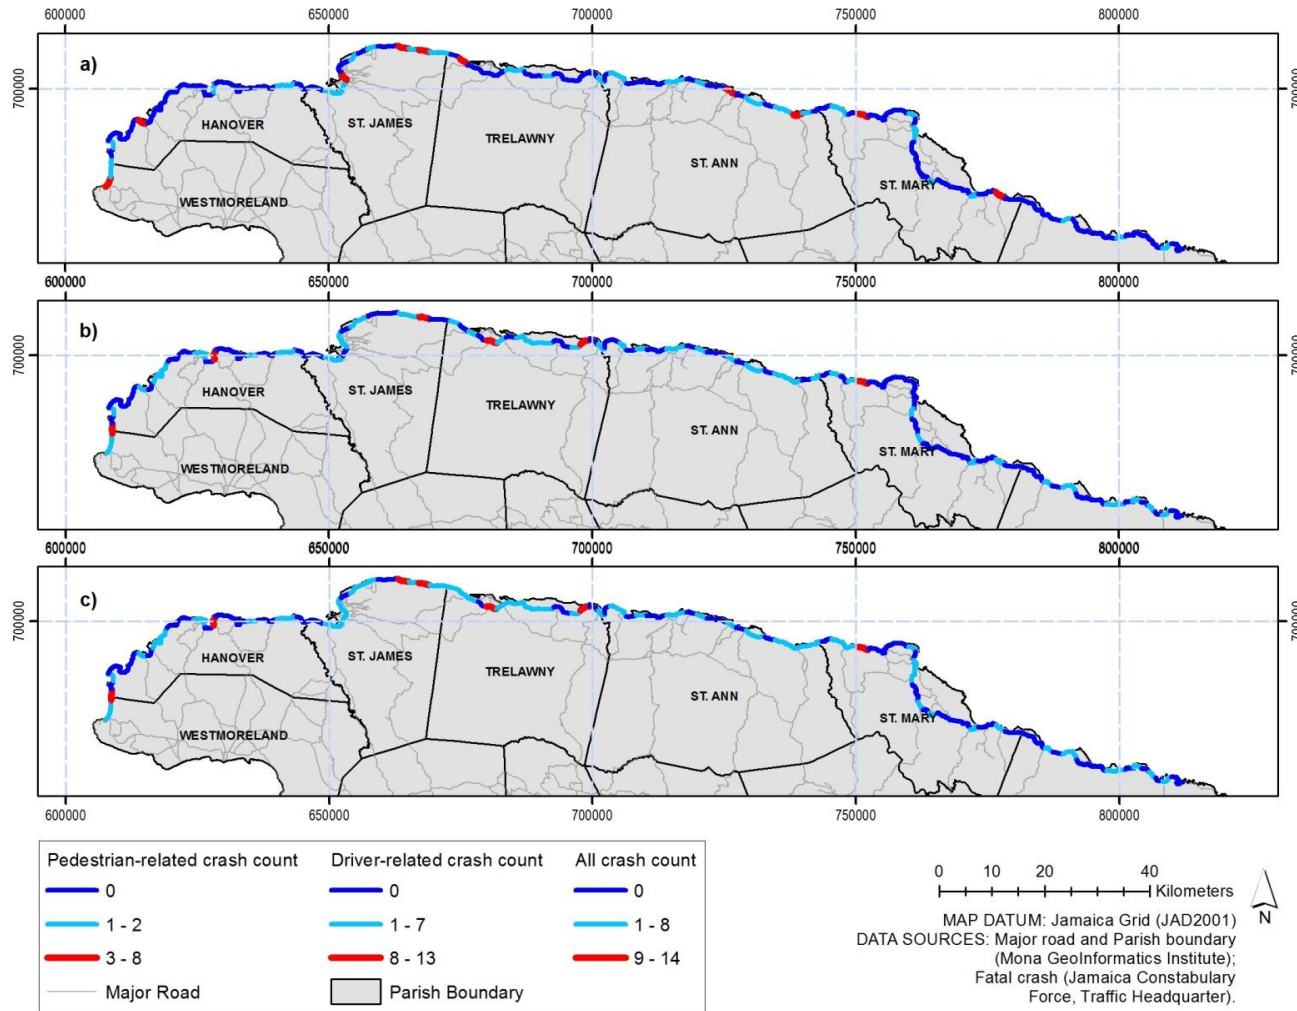 600000 650000 700000 750000 800000
a)
700000 700000
HANOVER ST. JAMES TRELAWNY ST. ANN ST. MARY
WESTMORELAND
600000 650000 700000 750000 800000
b)
700000 700000
HANOVER ST. JAMES TRELAWNY ST. ANN ST. MARY
WESTMORELAND
600000 650000 700000 750000 800000
c)
700000 700000
HANOVER ST. JAMES TRELAWNY ST. ANN ST. MARY
WESTMORELAND
600000 650000 700000 750000 800000
Pedestrian-related crash count Driver-related crash count All crash count
0 0 0
1 - 2 1 - 7 1 - 8
3 - 8 8 - 13 9 - 14
Major Road Parish Boundary
0 10 20 40
Kilometers
N
MAP DATUM: Jamaica Grid (JAD2001)
DATA SOURCES: Major road and Parish boundary
(Mona GeoInformatics Institute);
Fatal crash (Jamaica Constabulary
Force, Traffic Headquarter).